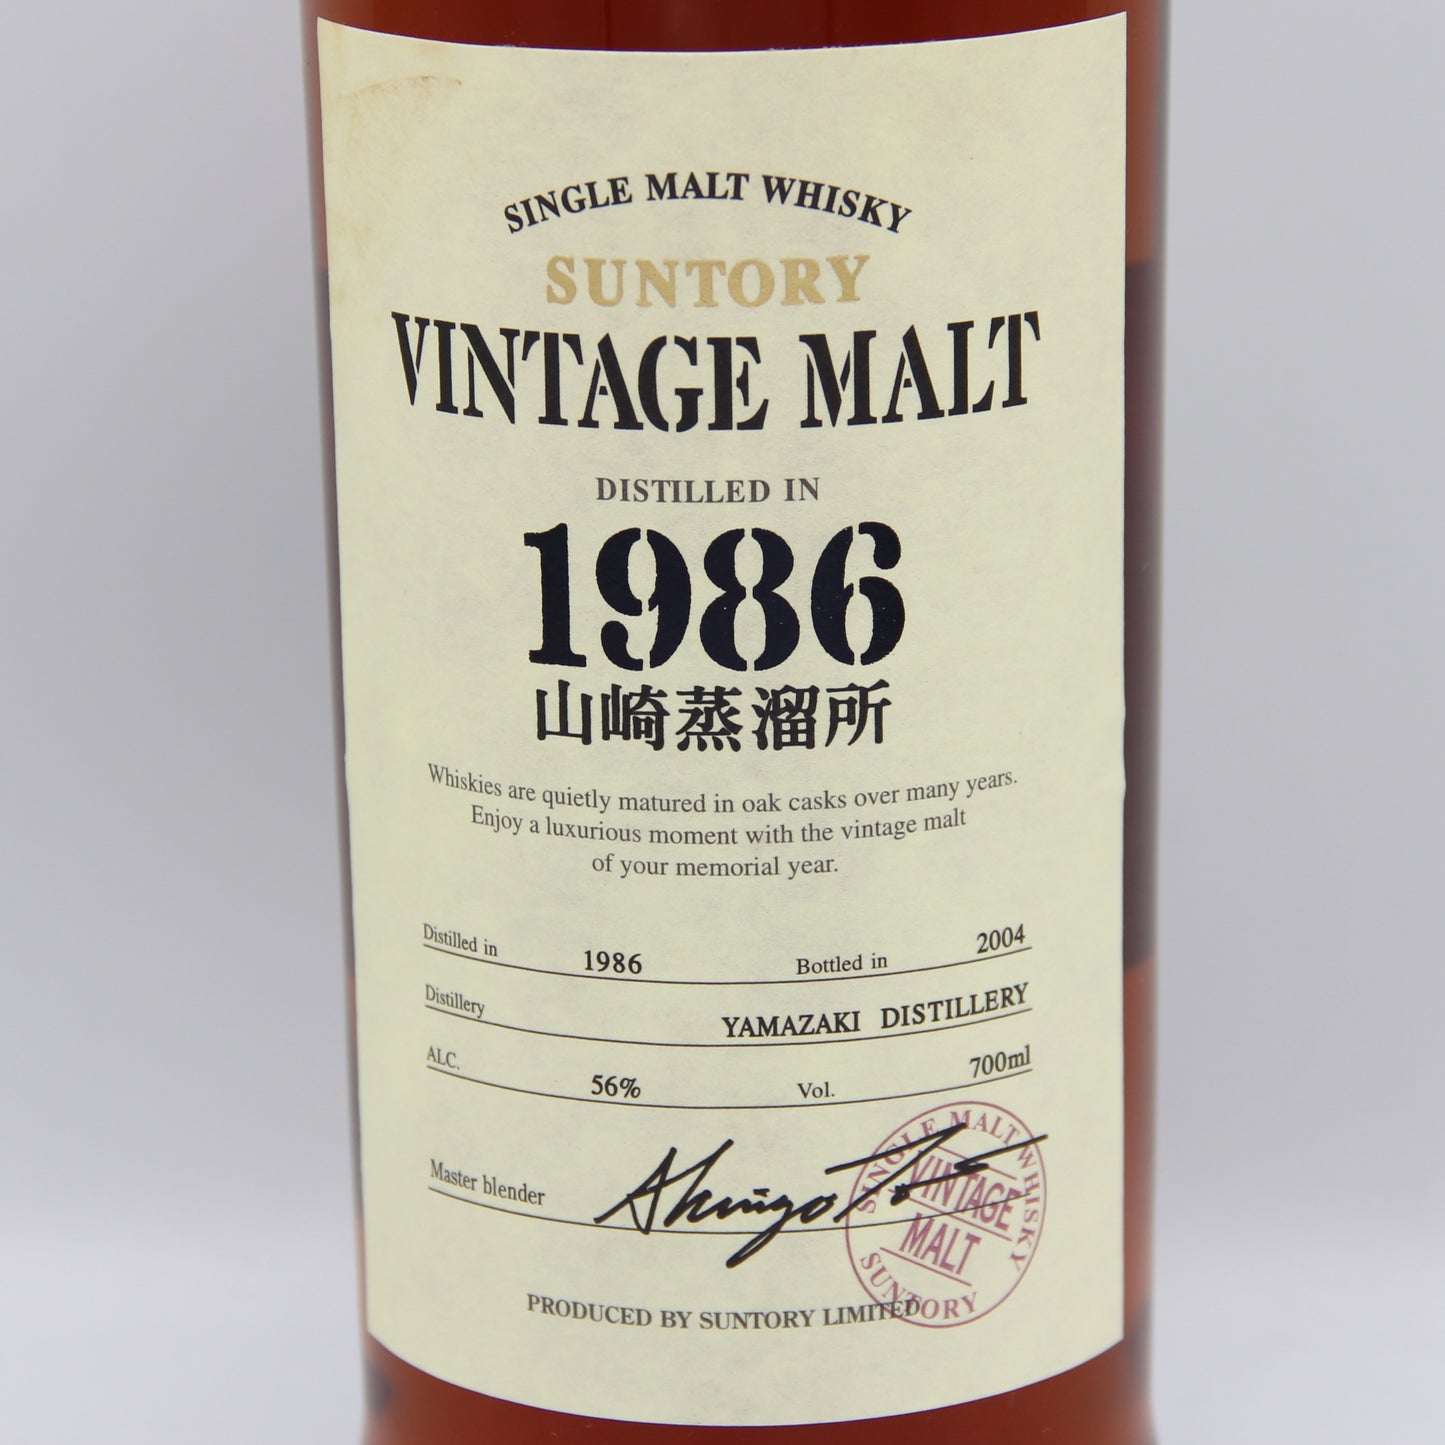 SINGLE MALT WHISKY
SUNTORY
VINTAGE MALT
DISTILLED IN
1986
山崎蒸溜所
Whiskies are quietly matured in oak casks over many years.
Enjoy a luxurious moment with the vintage malt
of your memorial year.
Distilled in 1986 Bottled in 2004
Distillery YAMAZAKI DISTILLERY
ALC. 56% Vol. 700ml
Master blender
SINGLE MALT WHISKY
VINTAGE
MALT
SUNTORY
PRODUCED BY SUNTORY LIMITED